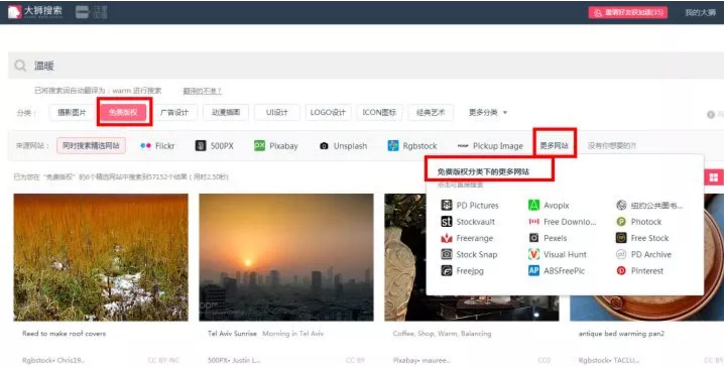 大狮搜索
我的大狮
温暖
已将搜索词自动翻译为：warm 进行搜索 翻译的不准？
分类： 摄影图片 免费版权 广告设计 动漫插图 UI设计 LOGO设计 ICON图标 经典艺术 更多分类
来源网站： 同时搜索精选网站 Flickr 500PX Pixabay Unsplash Rgbstock Pickup Image 更多网站 没有你想要的？
已为您在“免费版权”的6个精选网站中搜索到57152个结果（用时2.50秒）
免费版权分类下的更多网站
点击可直接搜索
PD Pictures Avopix 纽约公共图书...
Stockvault Free Downlo... Photock
Freerange Pexels Free Stock
Stock Snap Visual Hunt PD Archive
Freejpg ABSFreePic Pinterest
Reed to make roof covers
Tel Aviv Sunrise Morning in Tel Aviv
Coffee, Shop, Warm, Balancing
antique bed warming pan2
Rgbstock• Chris19.. CC BY-NC
500PX• Justin L... CC BY
Pixabay• mauree... CC0
Rgbstock• TACLU... CC BY